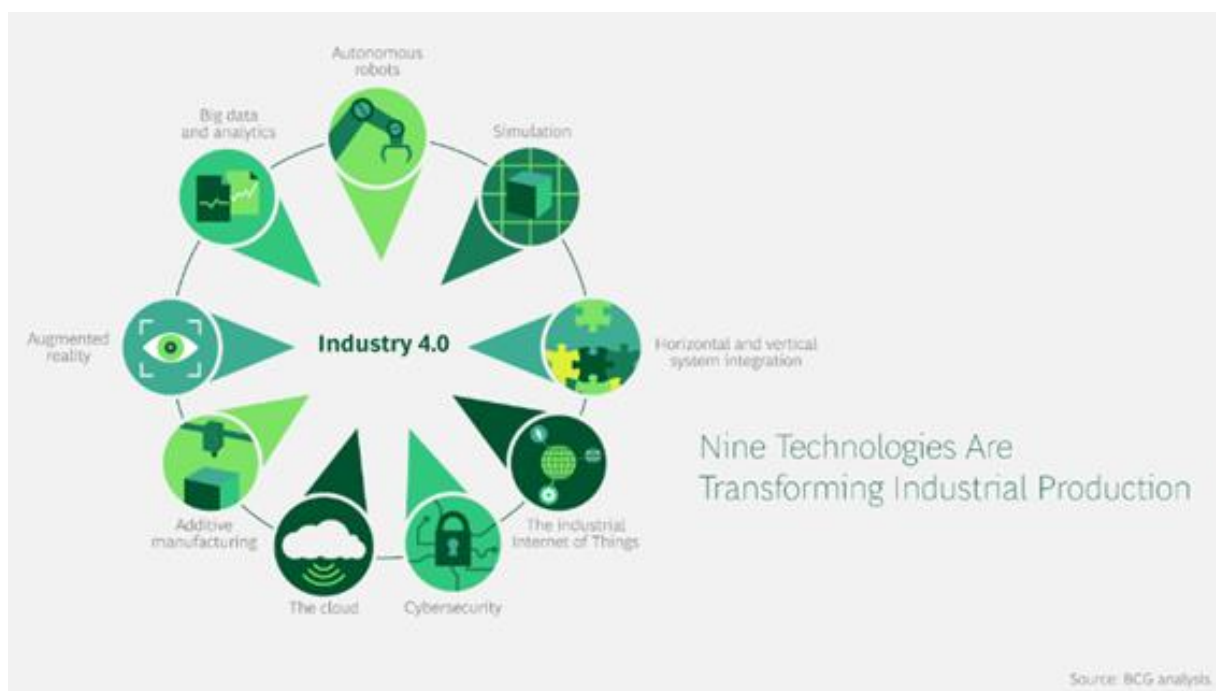 Autonomous
robots
Big data
and analytics
Simulation
Augmented
reality
Industry 4.0
Horizontal and vertical
system integration
Nine Technologies Are
Transforming Industrial Production
Additive
manufacturing
The industrial
Internet of Things
The cloud
Cybersecurity
Source: BCG analysis